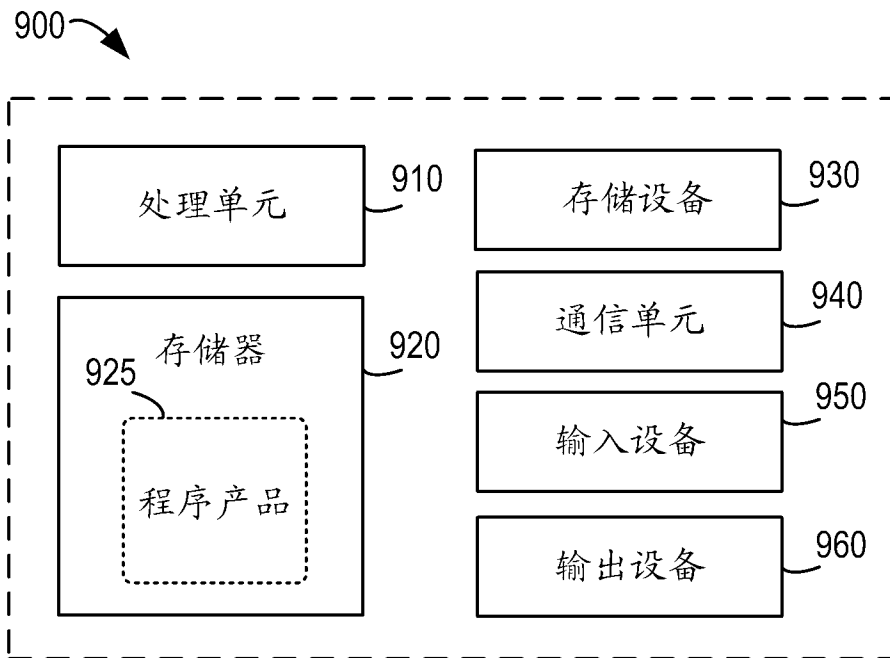 900
处理单元
910
存储器
920
925
程序产品
存储设备
930
通信单元
940
输入设备
950
输出设备
960